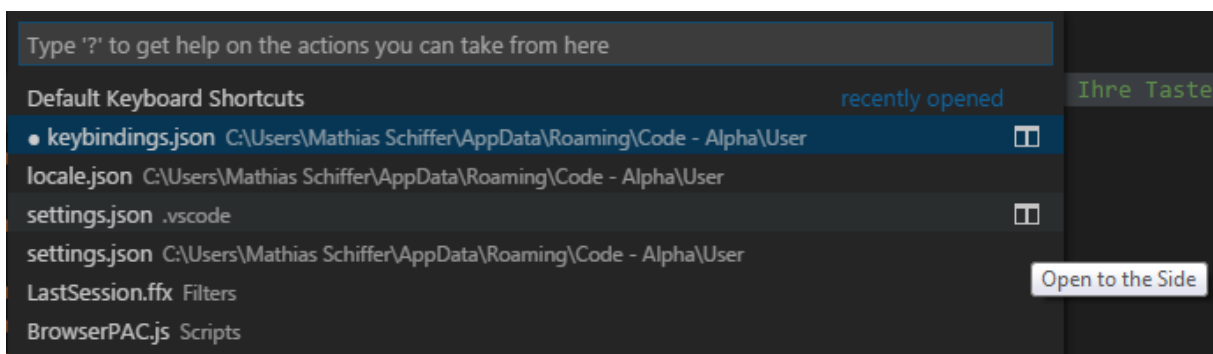 Type '?' to get help on the actions you can take from here
Default Keyboard Shortcuts recently opened
Ihre Taste
● keybindings.json C:\Users\Mathias Schiffer\AppData\Roaming\Code - Alpha\User
locale.json C:\Users\Mathias Schiffer\AppData\Roaming\Code - Alpha\User
settings.json .vscode
settings.json C:\Users\Mathias Schiffer\AppData\Roaming\Code - Alpha\User
Open to the Side
LastSession.ffx Filters
BrowserPAC.js Scripts